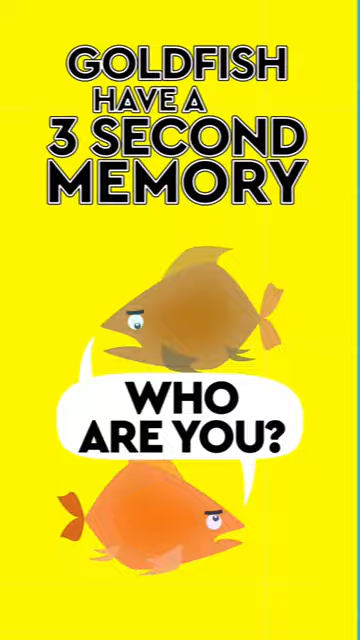 GOLDFISH
HAVE A
3 SECOND
MEMORY
WHO
ARE YOU?